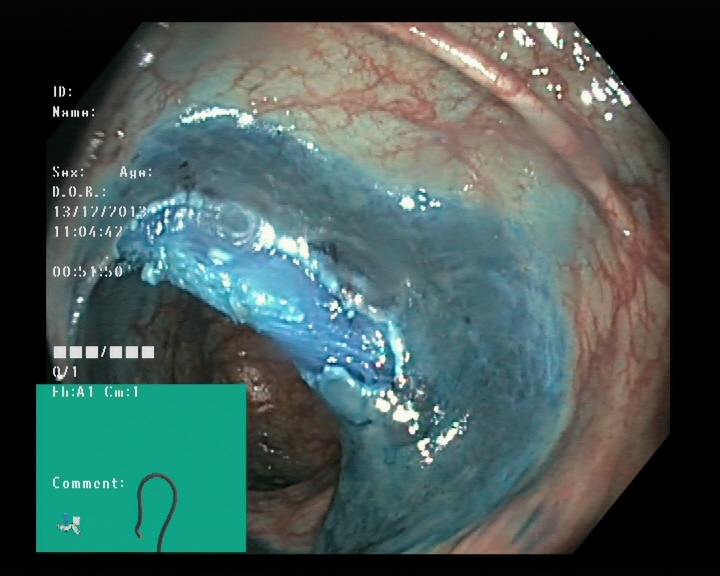 ID:
Name:
Sex: Age:
D.O.B.:
13/12/2013
11:04:42
00:51:50
■■■/■■■
0/1
Eh:A1 Cm:1
Comment: